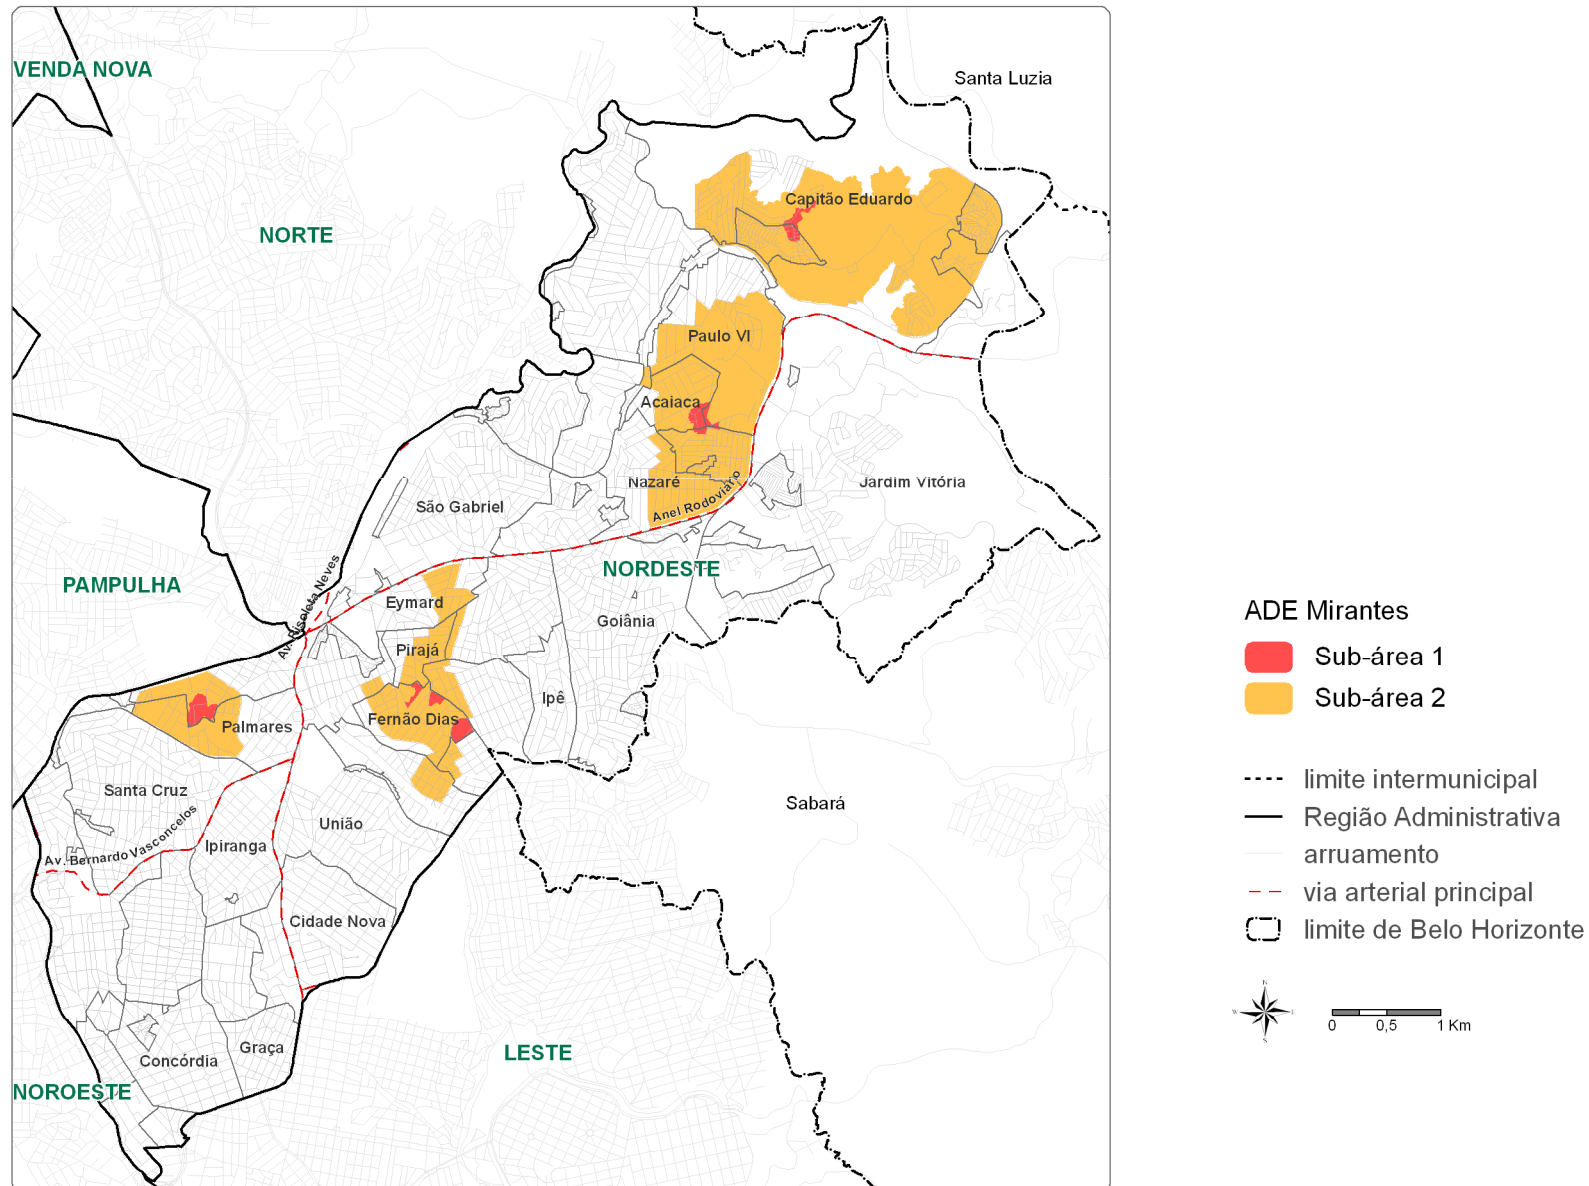 VENDA NOVA
Santa Luzia
Capitão Eduardo
NORTE
Paulo VI
Acaiaca
Nazaré
Jardim Vitória
Anel Rodoviário
São Gabriel
NORDESTE
PAMPULHA
Av. Risoleta Neves
Eymard
Goiânia
Pirajá
Ipê
Fernão Dias
Palmares
Santa Cruz
Sabará
União
Av. Bernardo Vasconcelos
Ipiranga
Cidade Nova
Graça
Concórdia
LESTE
NOROESTE
ADE Mirantes
Sub-área 1
Sub-área 2
limite intermunicipal
Região Administrativa
arruamento
via arterial principal
limite de Belo Horizonte
N
W E
S
0 0,5 1 Km